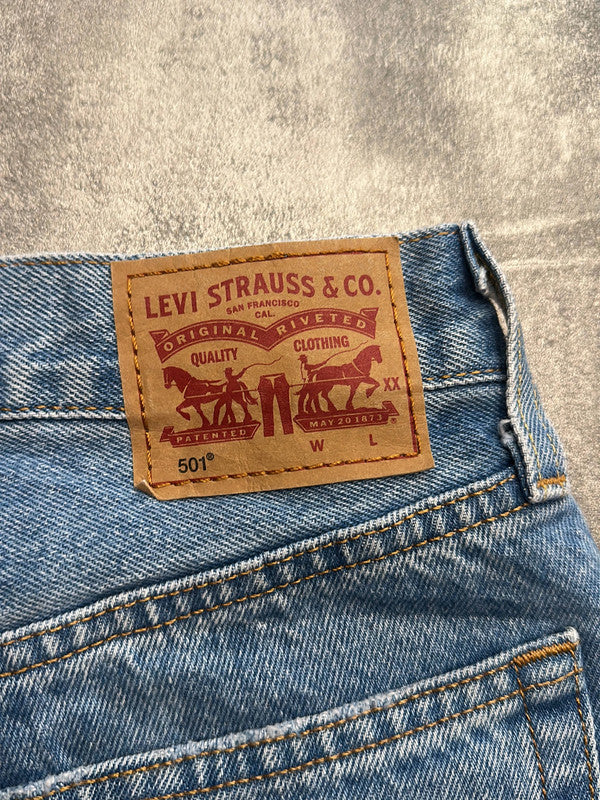 LEVI STRAUSS & CO.
SAN FRANCISCO
CAL.
ORIGINAL RIVETED
QUALITY CLOTHING
XX
PATENTED MAY 20 1873 ®
W L
501®